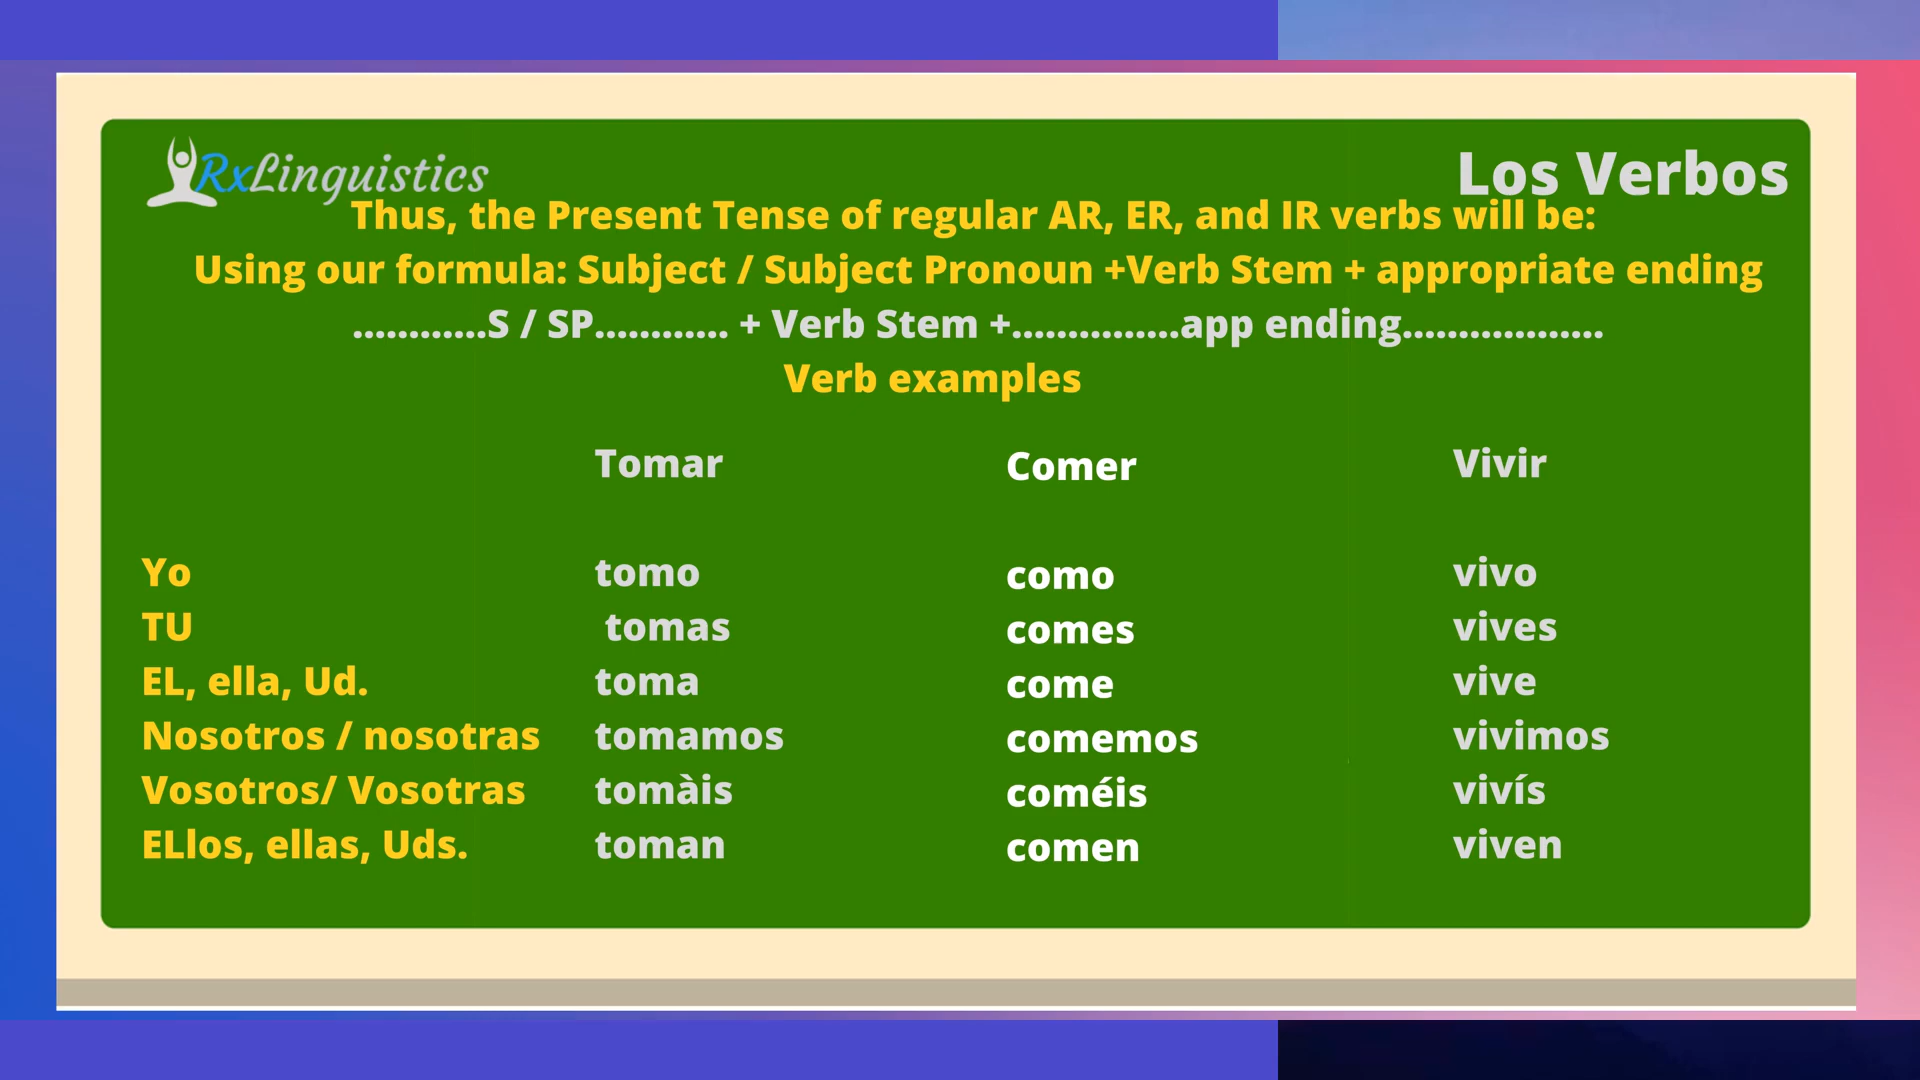 RxLinguistics
Los Verbos
Thus, the Present Tense of regular AR, ER, and IR verbs will be:
Using our formula: Subject / Subject Pronoun +Verb Stem + appropriate ending
............S / SP............ + Verb Stem +...............app ending..................
Verb examples
Tomar Comer Vivir
Yo tomo como vivo
TU tomas comes vives
EL, ella, Ud. toma come vive
Nosotros / nosotras tomamos comemos vivimos
Vosotros/ Vosotras tomàis coméis vivís
ELlos, ellas, Uds. toman comen viven